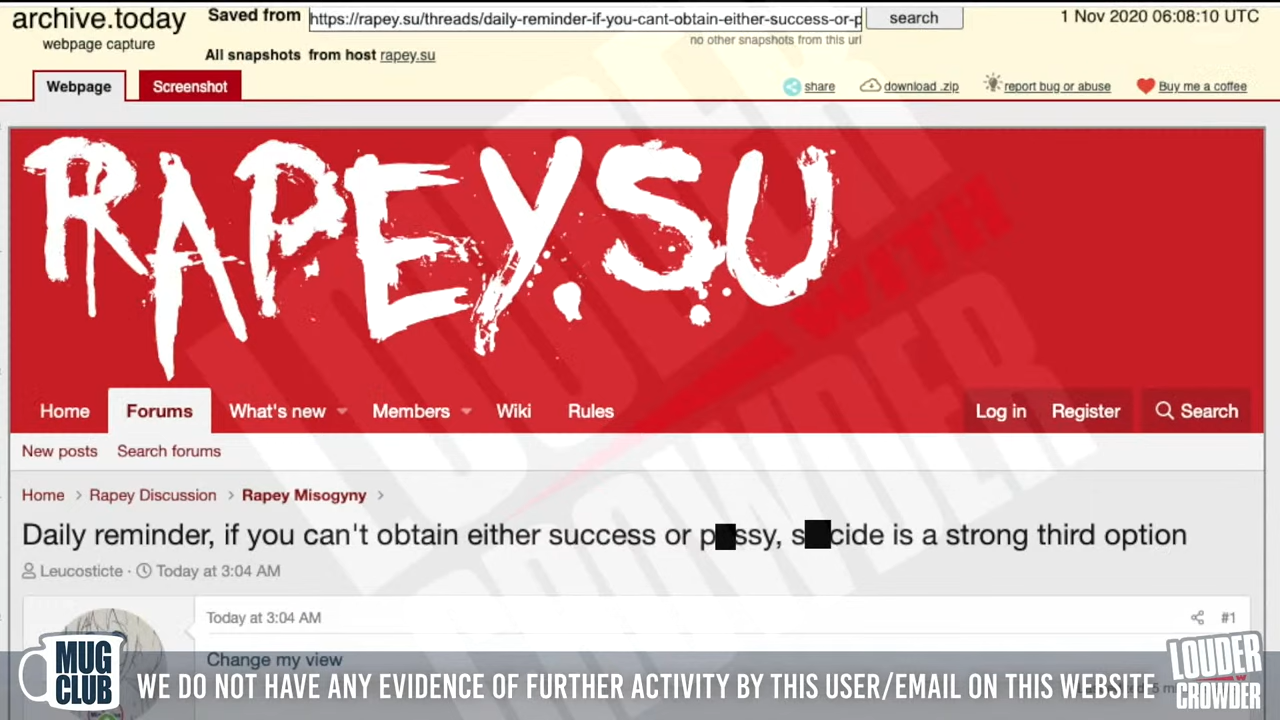 archive.today
webpage capture
Saved from
https://rapey.su/threads/daily-reminder-if-you-cant-obtain-either-success-or-p
search
no other snapshots from this url
1 Nov 2020 06:08:10 UTC
All snapshots from host rapey.su
Webpage
Screenshot
share
download .zip
report bug or abuse
Buy me a coffee
RAPEY.SU
Home
Forums
What's new
Members
Wiki
Rules
Log in
Register
Search
New posts
Search forums
Home > Rapey Discussion > Rapey Misogyny >
Daily reminder, if you can't obtain either success or p ssy, s cide is a strong third option
Leucosticte · Today at 3:04 AM
Today at 3:04 AM
#1
Change my view
MUG
CLUB
WE DO NOT HAVE ANY EVIDENCE OF FURTHER ACTIVITY BY THIS USER/EMAIL ON THIS WEBSITE
LOUDER
W
CROWDER
LOUDER
WITH
CROWDER